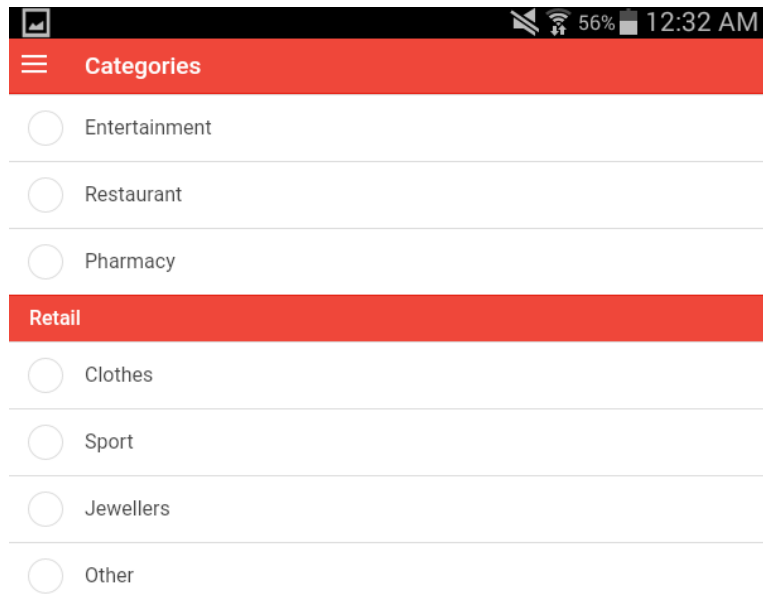 56% 12:32 AM
Categories
Entertainment
Restaurant
Pharmacy
Retail
Clothes
Sport
Jewellers
Other